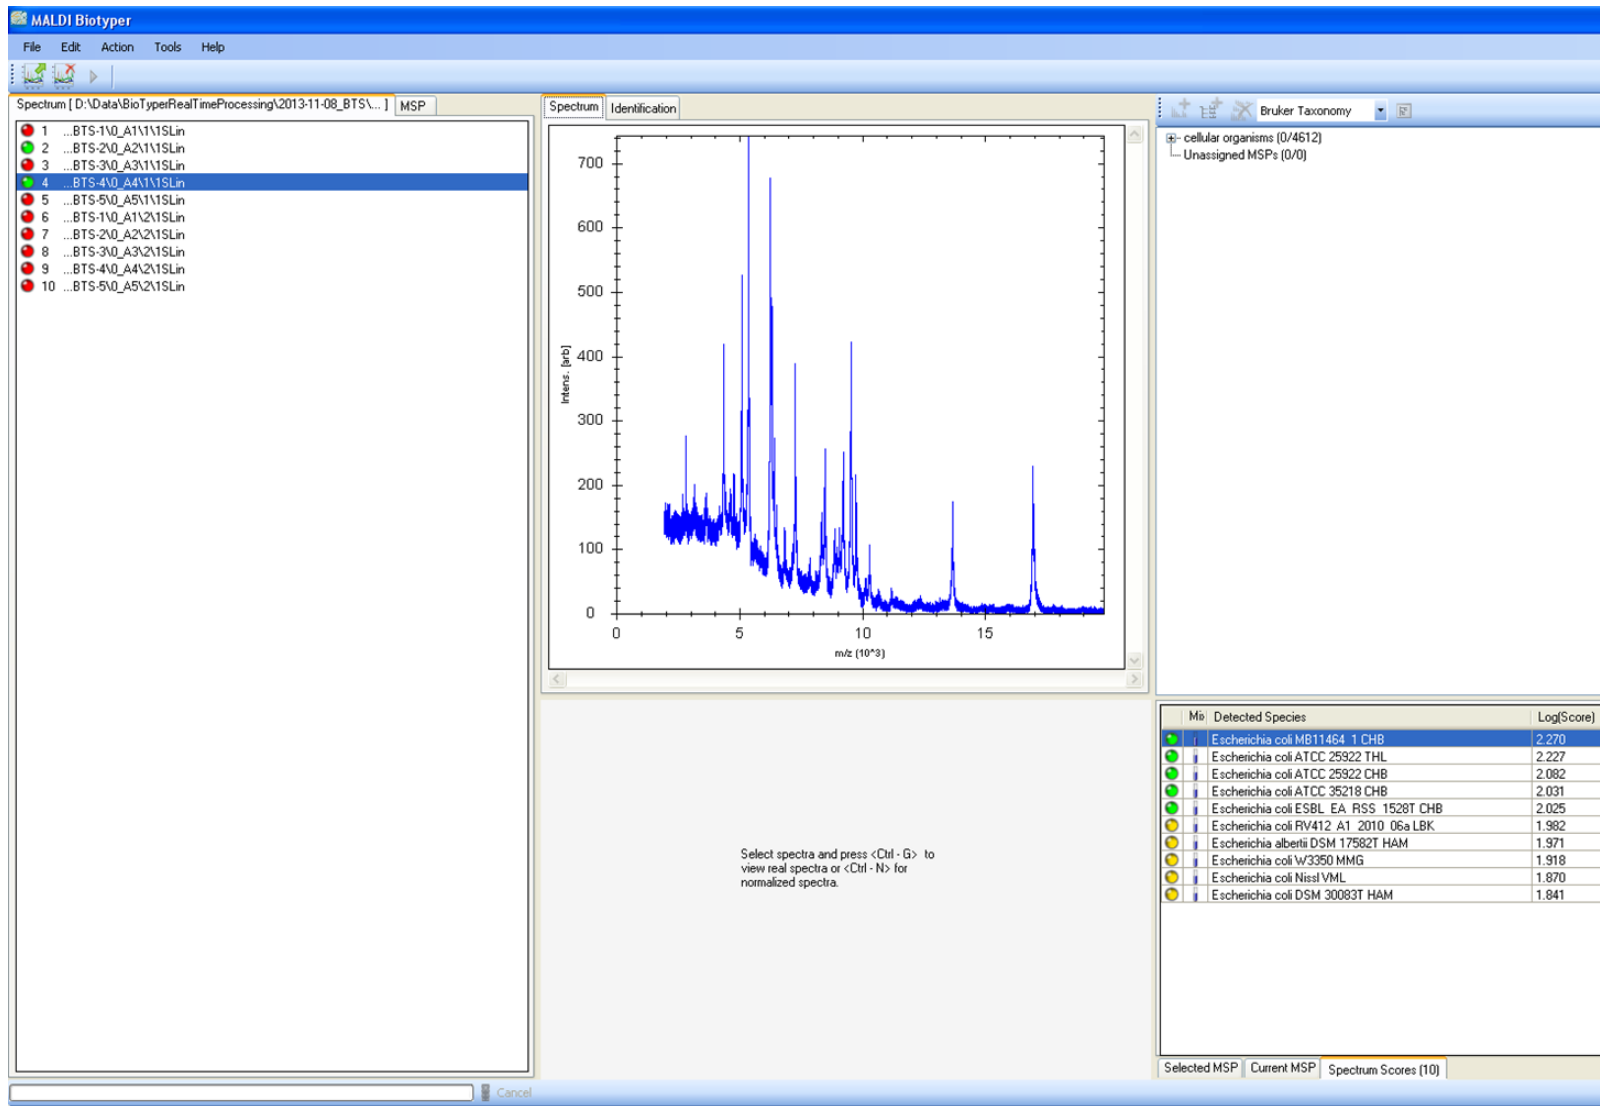 MALDI Biotyper
File Edit Action Tools Help
Spectrum [ D:\Data\BioTyperRealTimeProcessing\2013-11-08_BTS\... ] MSP
1 ...BTS-1\0_A1\1\1SLin
2 ...BTS-2\0_A2\1\1SLin
3 ...BTS-3\0_A3\1\1SLin
4 ...BTS-4\0_A4\1\1SLin
5 ...BTS-5\0_A5\1\1SLin
6 ...BTS-1\0_A1\2\1SLin
7 ...BTS-2\0_A2\2\1SLin
8 ...BTS-3\0_A3\2\1SLin
9 ...BTS-4\0_A4\2\1SLin
10 ...BTS-5\0_A5\2\1SLin
Spectrum Identification
700
600
500
400
300
200
100
0
Intens. [arb]
0 5 10 15
m/z (10^3)
Bruker Taxonomy
cellular organisms (0/4612)
Unassigned MSPs (0/0)
Select spectra and press <Ctrl - G> to
view real spectra or <Ctrl - N> for
normalized spectra.
Mi Detected Species Log(Score)
Escherichia coli MB11464_1 CHB 2.270
Escherichia coli ATCC 25922 THL 2.227
Escherichia coli ATCC 25922 CHB 2.082
Escherichia coli ATCC 35218 CHB 2.031
Escherichia coli ESBL_EA_RSS_1528T CHB 2.025
Escherichia coli RV412_A1_2010_06a LBK 1.982
Escherichia albertii DSM 17582T HAM 1.971
Escherichia coli W3350 MMG 1.918
Escherichia coli Nissl VML 1.870
Escherichia coli DSM 30083T HAM 1.841
Selected MSP Current MSP Spectrum Scores (10)
Cancel